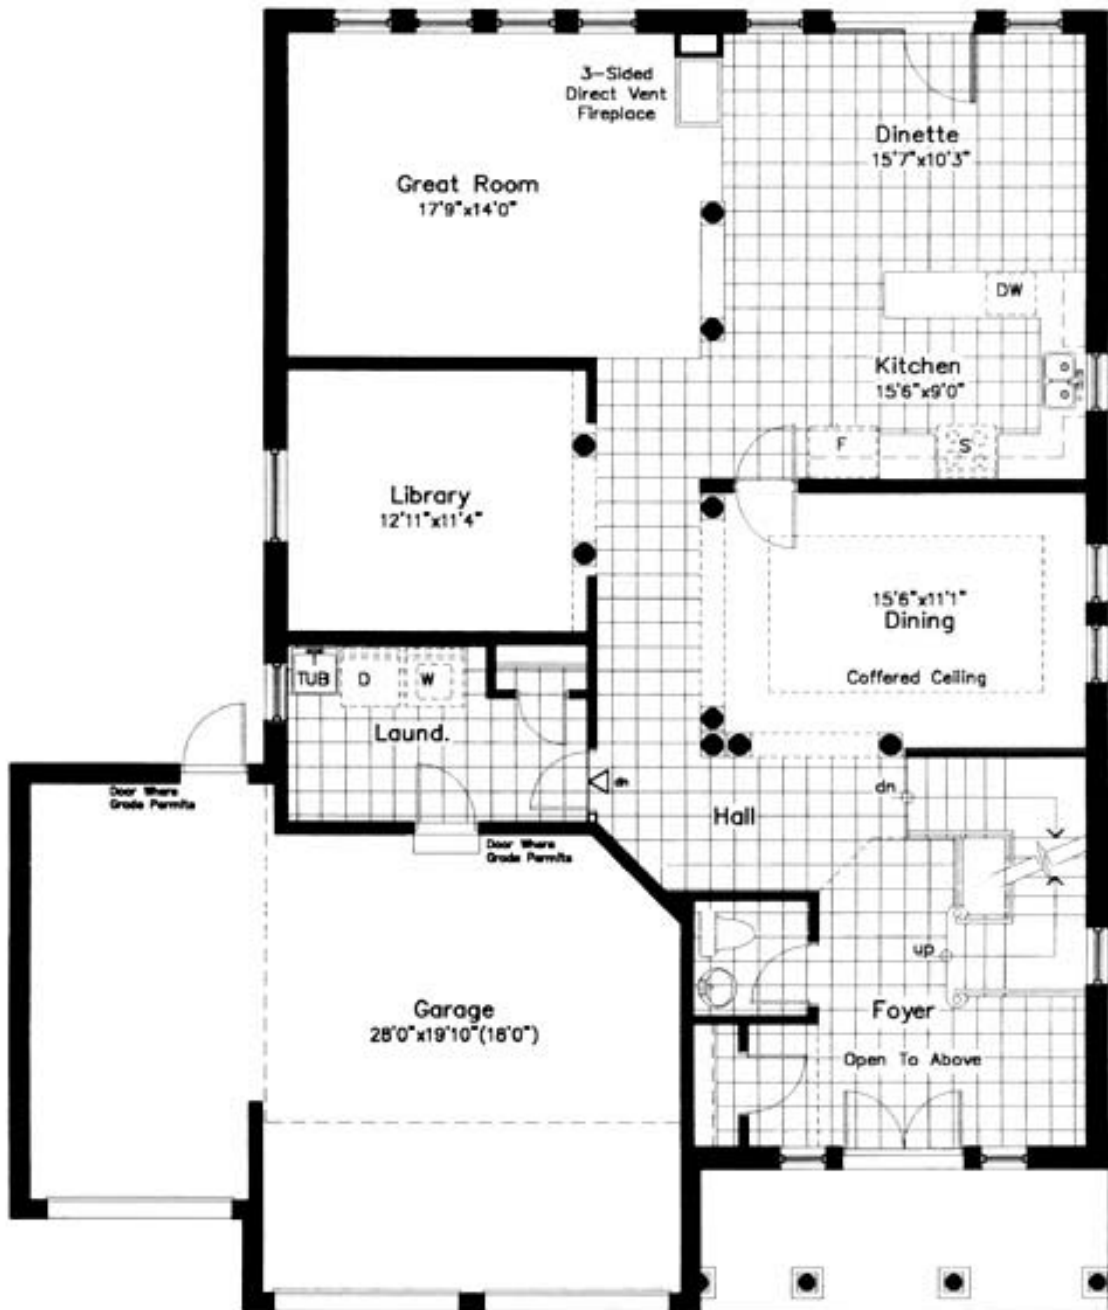 3-Sided
Direct Vent
Fireplace
Dinette
15'7"x10'3"
Great Room
17'9"x14'0"
DW
Kitchen
15'6"x9'0"
F
S
Library
12'11"x11'4"
15'6"x11'1"
Dining
Coffered Ceiling
TUB
D
W
Laund.
dn
dn
Hall
Door Where
Grade Permits
Door Where
Grade Permits
up
Garage
28'0"x19'10"(18'0")
Foyer
Open To Above